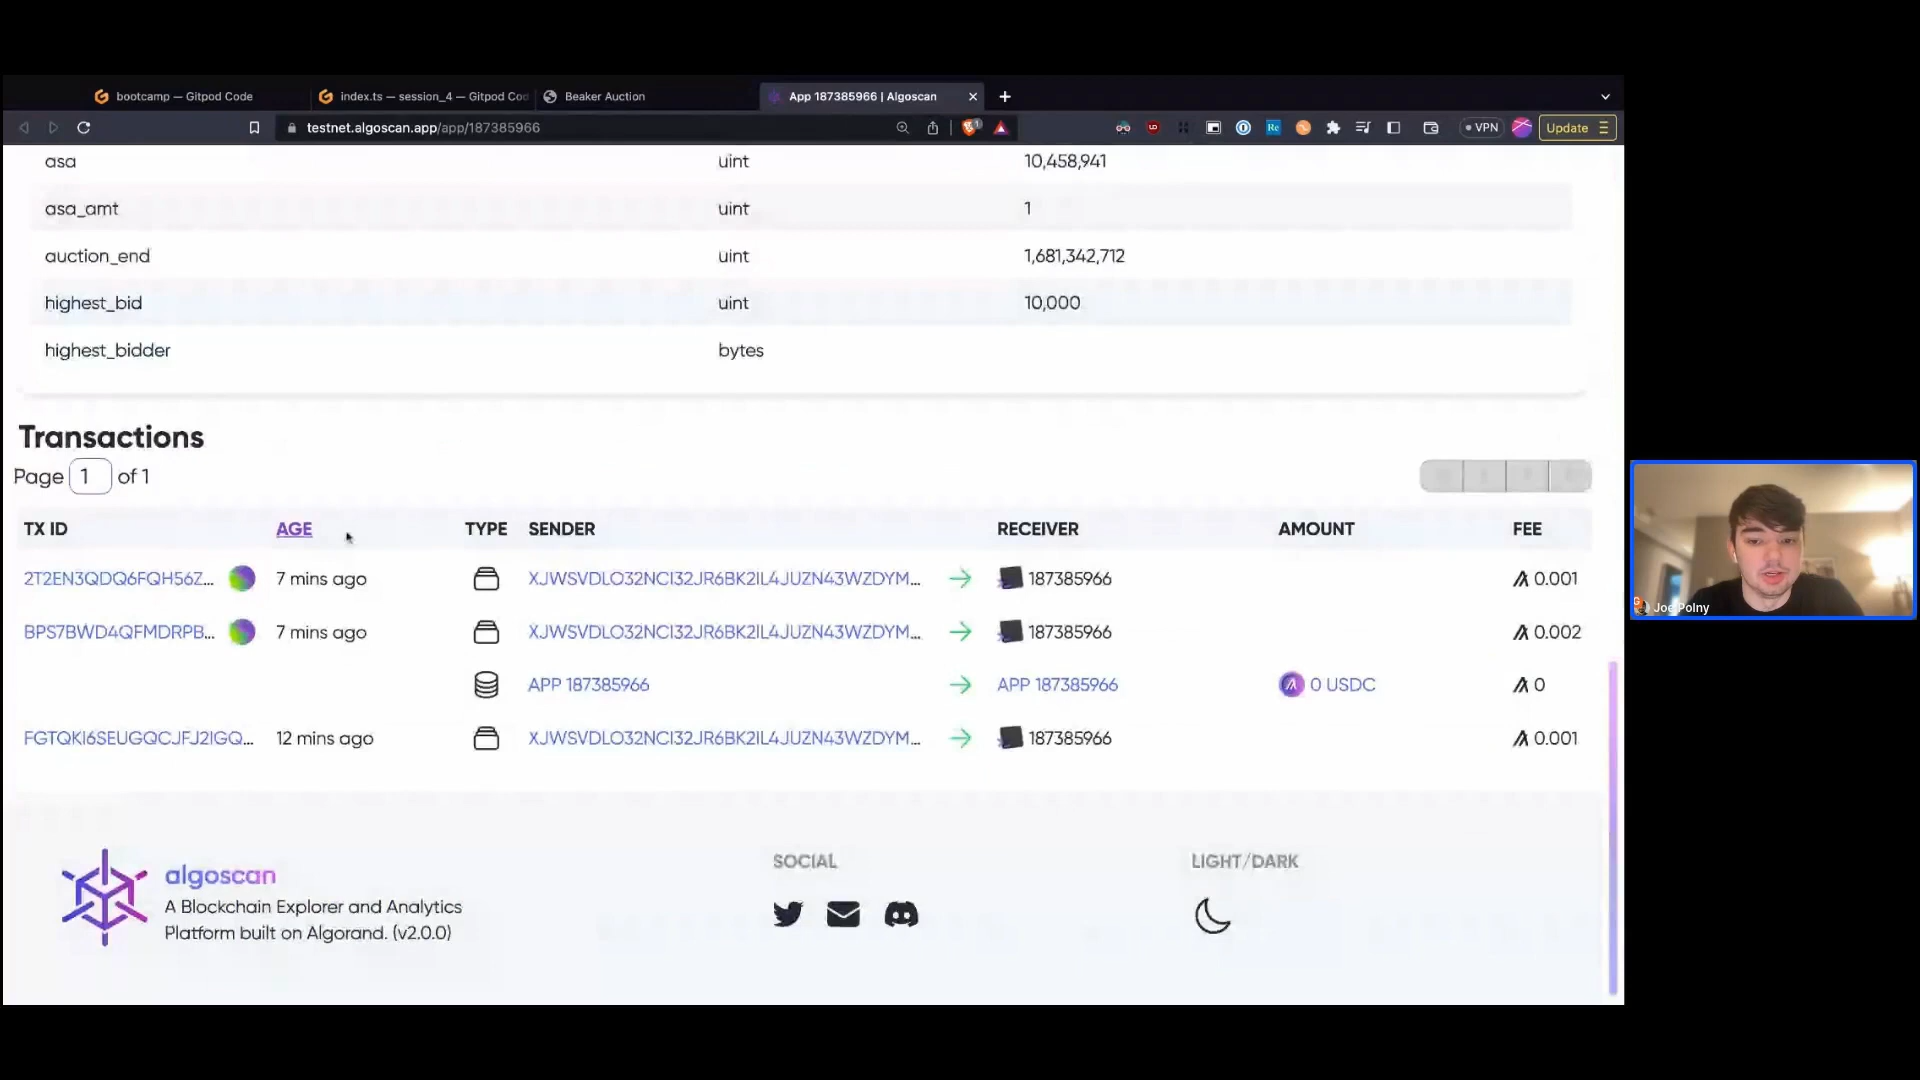 bootcamp — Gitpod Code
index.ts — session_4 — Gitpod Co
Beaker Auction
App 187385966 | Algoscan
testnet.algoscan.app/app/187385966
VPN
Update
asa uint 10,458,941
asa_amt uint 1
auction_end uint 1,681,342,712
highest_bid uint 10,000
highest_bidder bytes
Transactions
Page 1 of 1
TX ID AGE TYPE SENDER RECEIVER AMOUNT FEE
2T2EN3QDQ6FQH56Z... 7 mins ago XJWSVDLO32NCI32JR6BK2IL4JUZN43WZDYM... 187385966 0.001
BPS7BWD4QFMDRPB... 7 mins ago XJWSVDLO32NCI32JR6BK2IL4JUZN43WZDYM... 187385966 0.002
APP 187385966 APP 187385966 0 USDC 0
FGTQKI6SEUGQCJFJ2IGQ... 12 mins ago XJWSVDLO32NCI32JR6BK2IL4JUZN43WZDYM... 187385966 0.001
algoscan
A Blockchain Explorer and Analytics
Platform built on Algorand. (v2.0.0)
SOCIAL
LIGHT/DARK
Joe Polny